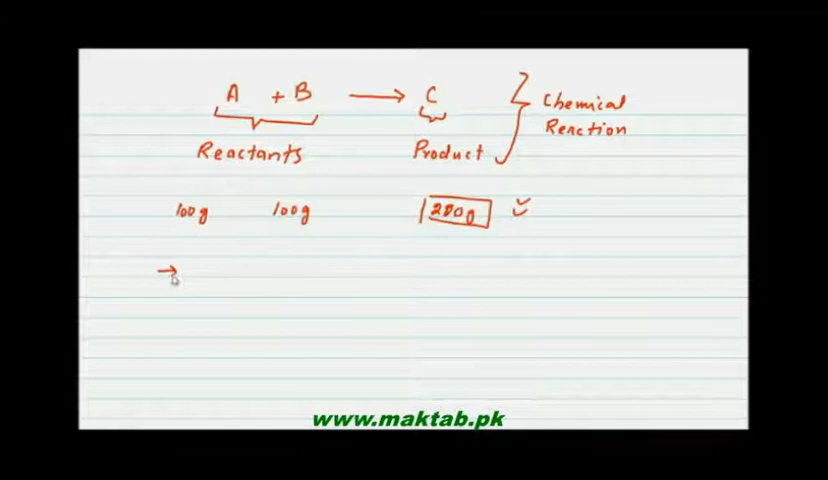 A + B → C
Chemical
Reaction
Reactants
Product
100g 100g 200g
→
www.maktab.pk